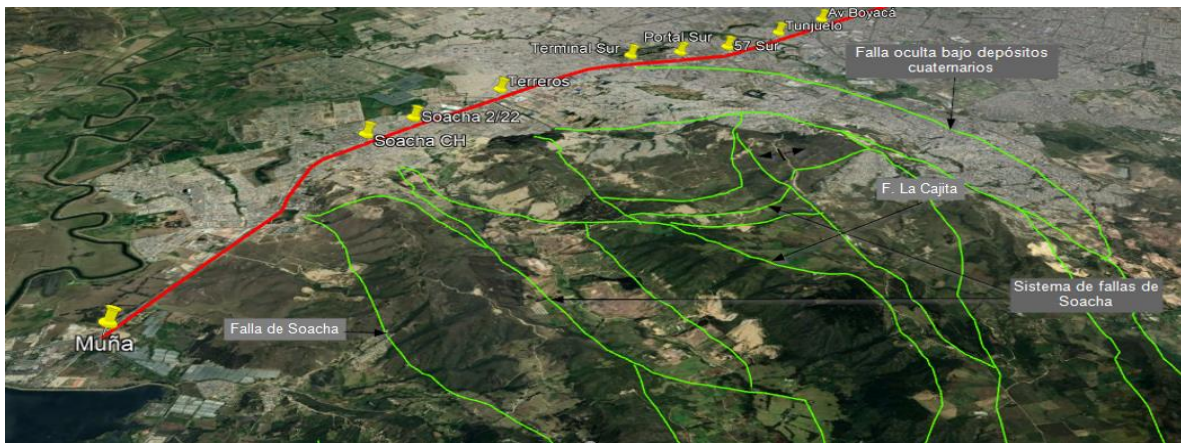 Av Boyacá
Tunjuelo
Portal Sur
57 Sur
Terminal Sur
Falla oculta bajo depósitos
cuaternarios
Terreros
Soacha 2/22
Soacha CH
F. La Cajita
Sistema de fallas de
Soacha
Falla de Soacha
Muña